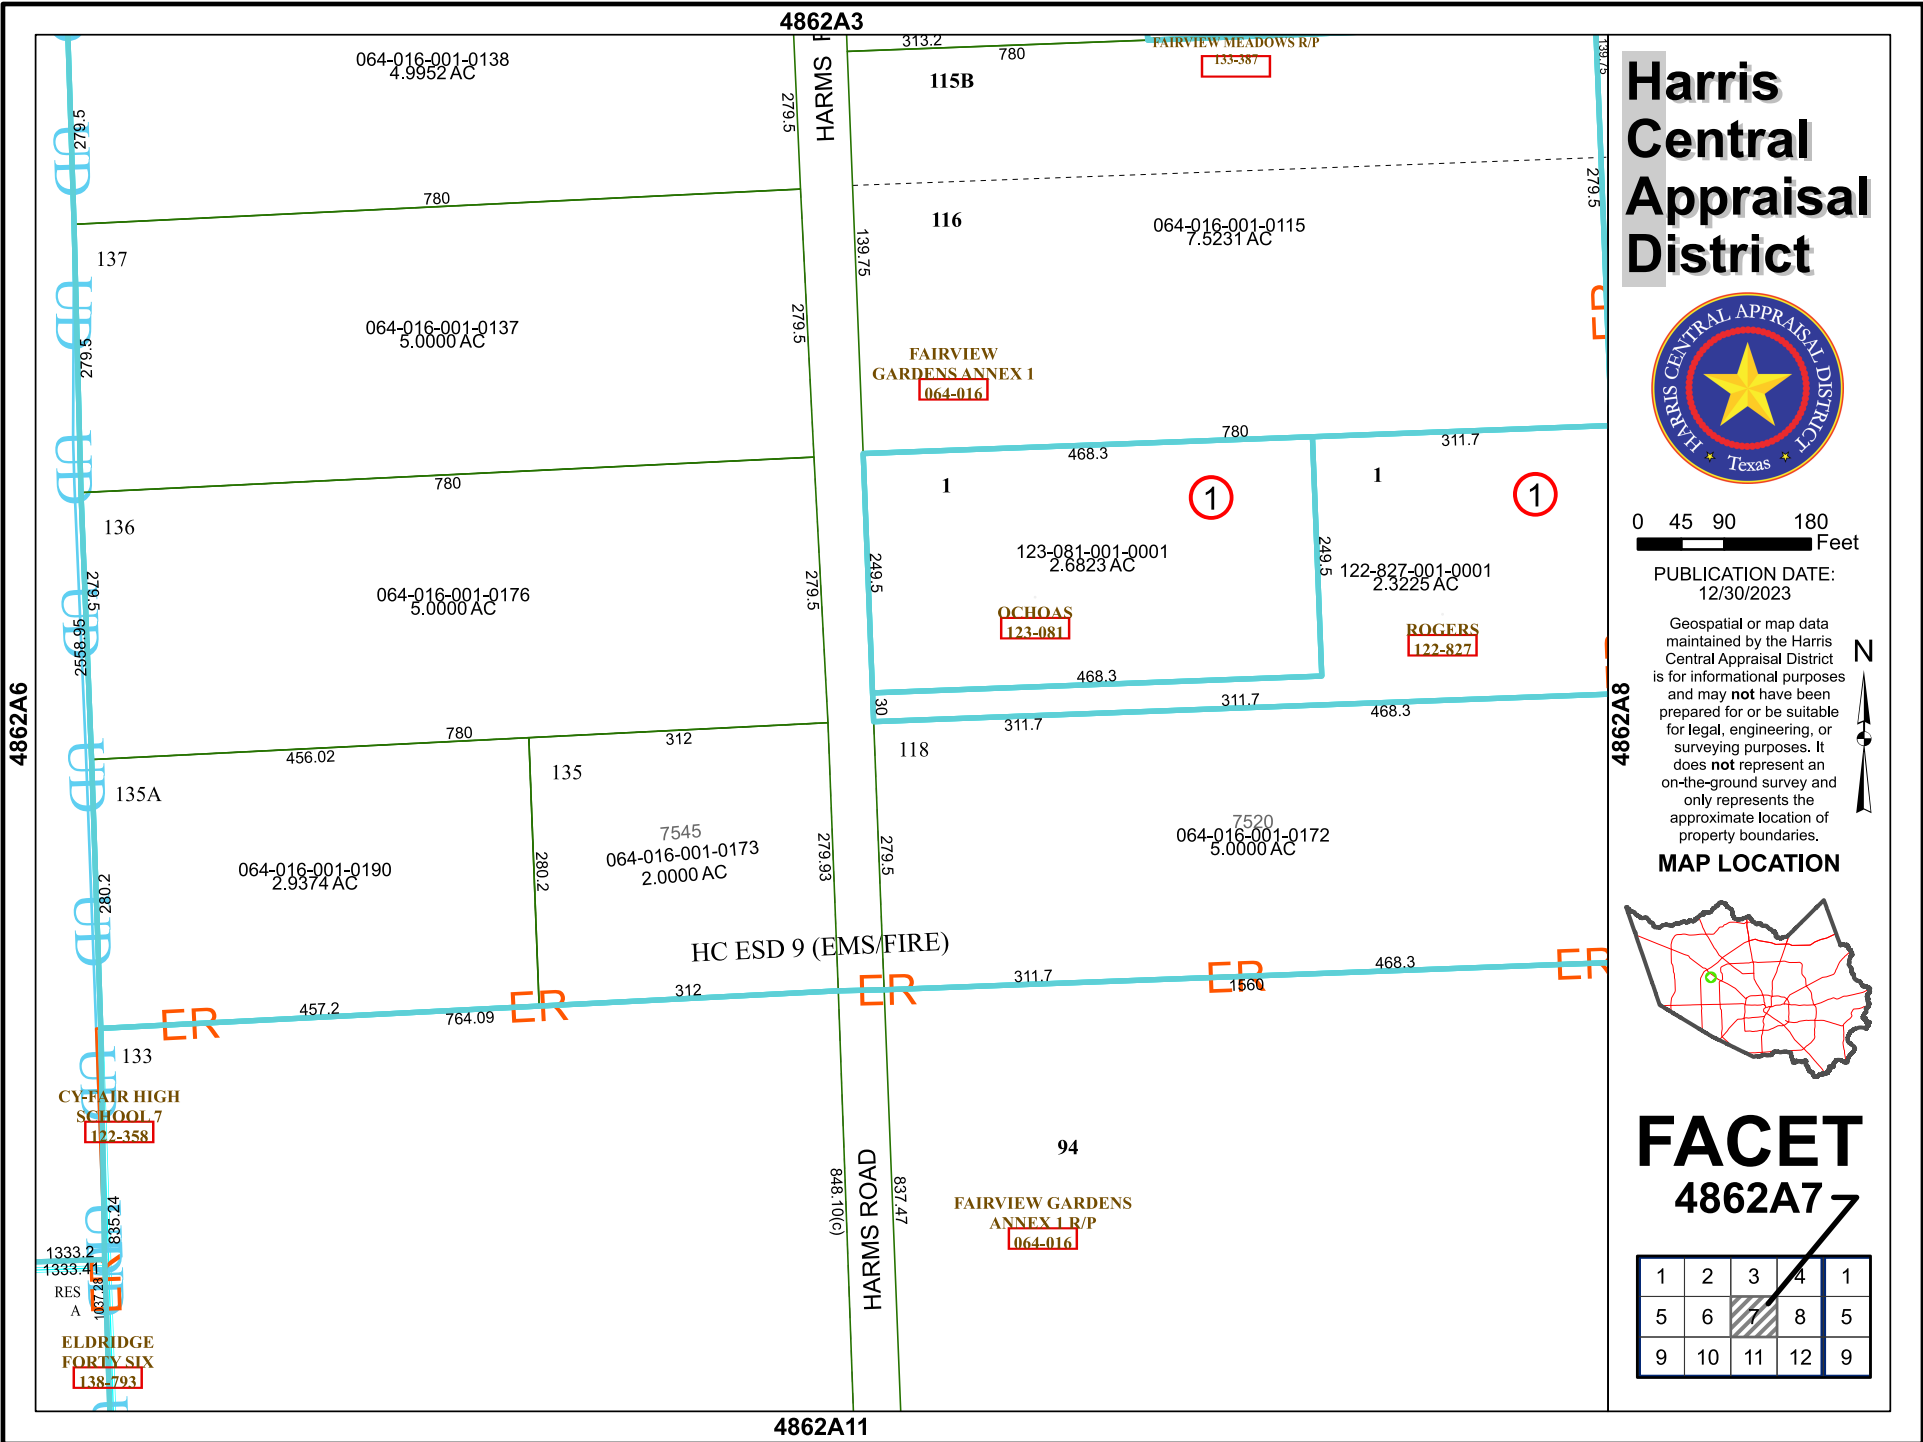 4862A3
064-016-001-0138
4.9952 AC
279.5
279.5
HARMS
313.2
780
FAIRVIEW MEADOWS R/P
133-387
115B
139.75
279.5
780
137
064-016-001-0137
5.0000 AC
279.5
279.5
116
139.75
064-016-001-0115
7.5231 AC
FAIRVIEW
GARDENS ANNEX 1
064-016
ER
UD
UD
UD
UD
UD
UD
UD
UD
780
136
064-016-001-0176
5.0000 AC
279.5
2558.95
279.5
780
468.3
311.7
1
1
1
1
249.5
123-081-001-0001
2.6823 AC
249.5
122-827-001-0001
2.3225 AC
OCHOAS
123-081
ROGERS
122-827
468.3
30
311.7
311.7
468.3
4862A6
4862A8
780
456.02
312
135A
135
118
064-016-001-0190
2.9374 AC
280.2
280.2
7545
064-016-001-0173
2.0000 AC
279.93
279.5
7520
064-016-001-0172
5.0000 AC
HC ESD 9 (EMS/FIRE)
ER
457.2
764.09
ER
312
ER
311.7
ER
1560
468.3
ER
133
CY-FAIR HIGH
SCHOOL 7
122-358
94
848.10(c)
HARMS ROAD
837.47
FAIRVIEW GARDENS
ANNEX 1 R/P
064-016
835.24
1333.2
1333.41
RES
A
1037.28
ELDRIDGE
FORTY SIX
138-793
4862A11
Harris
Central
Appraisal
District
HARRIS CENTRAL APPRAISAL DISTRICT
Texas
0 45 90 180
Feet
PUBLICATION DATE:
12/30/2023
Geospatial or map data
maintained by the Harris
Central Appraisal District
is for informational purposes
and may not have been
prepared for or be suitable
for legal, engineering, or
surveying purposes. It
does not represent an
on-the-ground survey and
only represents the
approximate location of
property boundaries.
N
MAP LOCATION
FACET
4862A7
1 2 3 4 1
5 6 7 8 5
9 10 11 12 9